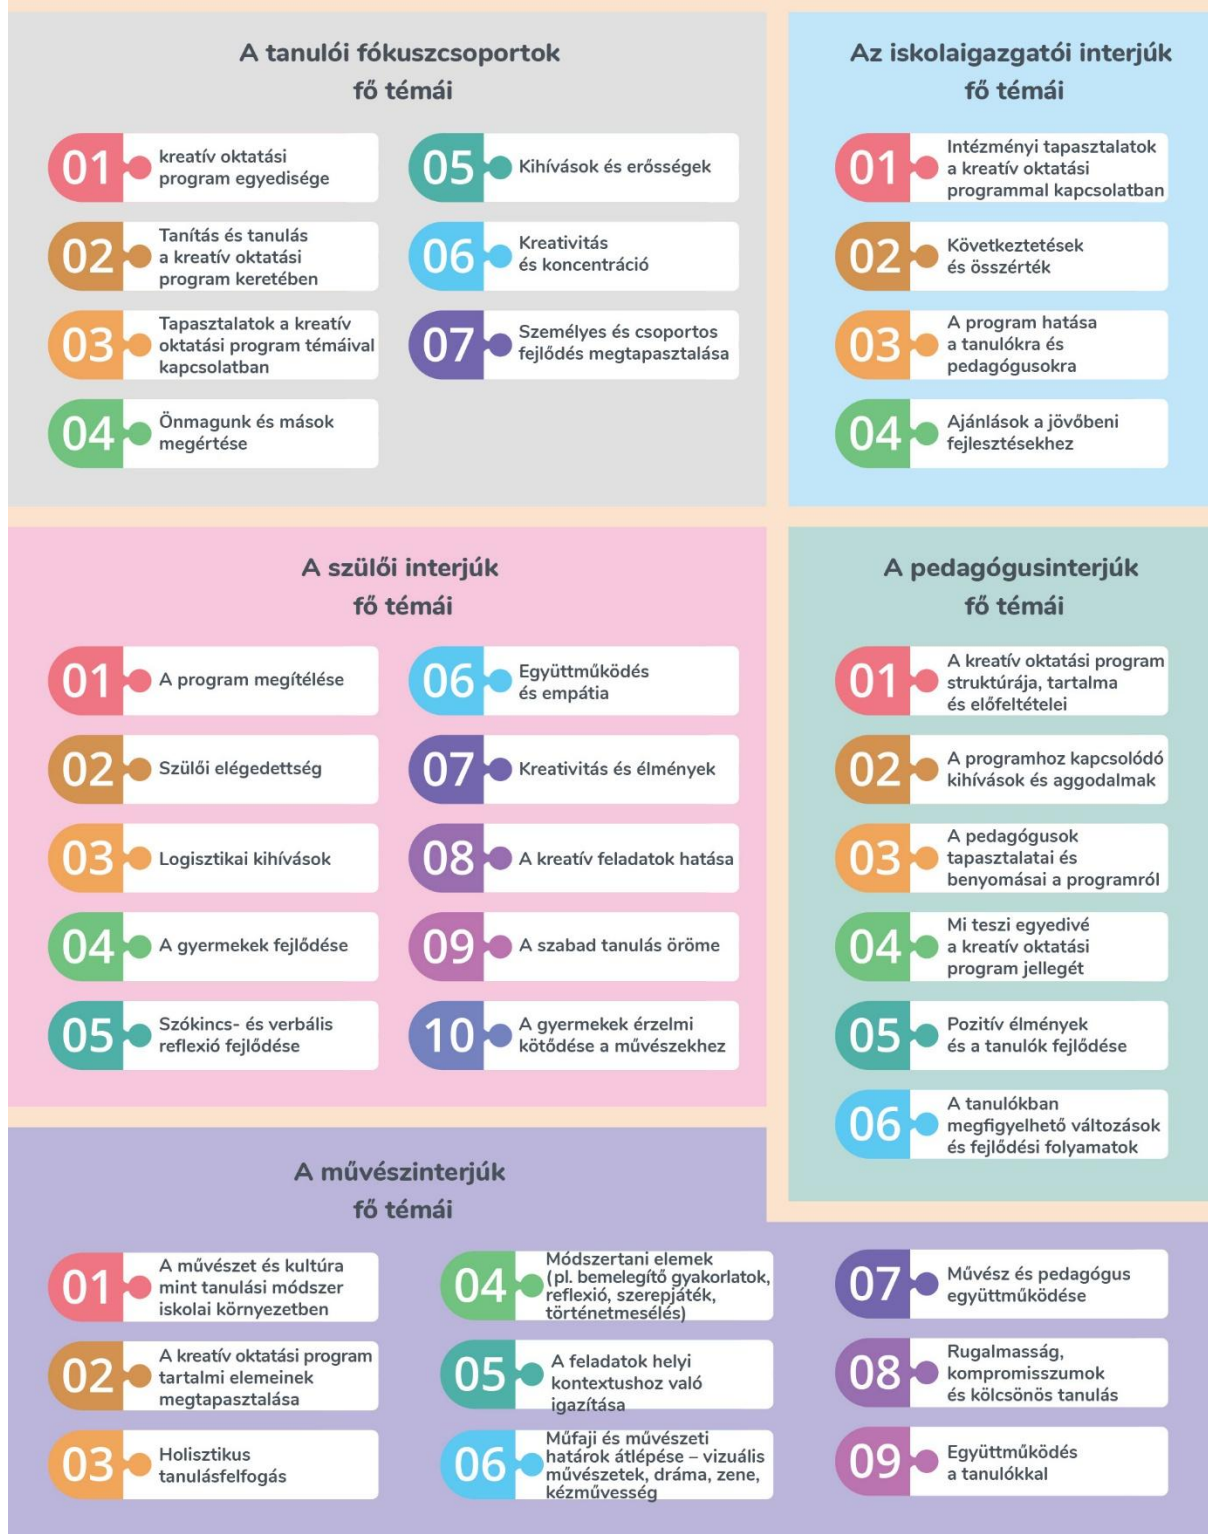 A tanulói fókuszcsoportok
fő témái
01
kreatív oktatási
program egyedisége
02
Tanítás és tanulás
a kreatív oktatási
program keretében
03
Tapasztalatok a kreatív
oktatási program témáival
kapcsolatban
04
Önmagunk és mások
megértése
05
Kihívások és erősségek
06
Kreativitás
és koncentráció
07
Személyes és csoportos
fejlődés megtapasztalása
Az iskolaigazgatói interjúk
fő témái
01
Intézményi tapasztalatok
a kreatív oktatási
programmal kapcsolatban
02
Következtetések
és összérték
03
A program hatása
a tanulókra és
pedagógusokra
04
Ajánlások a jövőbeni
fejlesztésekhez
A szülői interjúk
fő témái
01
A program megítélése
02
Szülői elégedettség
03
Logisztikai kihívások
04
A gyermekek fejlődése
05
Szókincs- és verbális
reflexió fejlődése
06
Együttműködés
és empátia
07
Kreativitás és élmények
08
A kreatív feladatok hatása
09
A szabad tanulás öröme
10
A gyermekek érzelmi
kötődése a művészekhez
A pedagógusinterjúk
fő témái
01
A kreatív oktatási program
struktúrája, tartalma
és előfeltételei
02
A programhoz kapcsolódó
kihívások és aggodalmak
03
A pedagógusok
tapasztalatai és
benyomásai a programról
04
Mi teszi egyedivé
a kreatív oktatási
program jellegét
05
Pozitív élmények
és a tanulók fejlődése
06
A tanulókban
megfigyelhető változások
és fejlődési folyamatok
A művészinterjúk
fő témái
01
A művészet és kultúra
mint tanulási módszer
iskolai környezetben
02
A kreatív oktatási program
tartalmi elemeinek
megtapasztalása
03
Holisztikus
tanulásfelfogás
04
Módszertani elemek
(pl. bemelegítő gyakorlatok,
reflexió, szerepjáték,
történetmesélés)
05
A feladatok helyi
kontextushoz való
igazítása
06
Műfaji és művészeti
határok átlépése – vizuális
művészetek, dráma, zene,
kézművesség
07
Művész és pedagógus
együttműködése
08
Rugalmasság,
kompromisszumok
és kölcsönös tanulás
09
Együttműködés
a tanulókkal